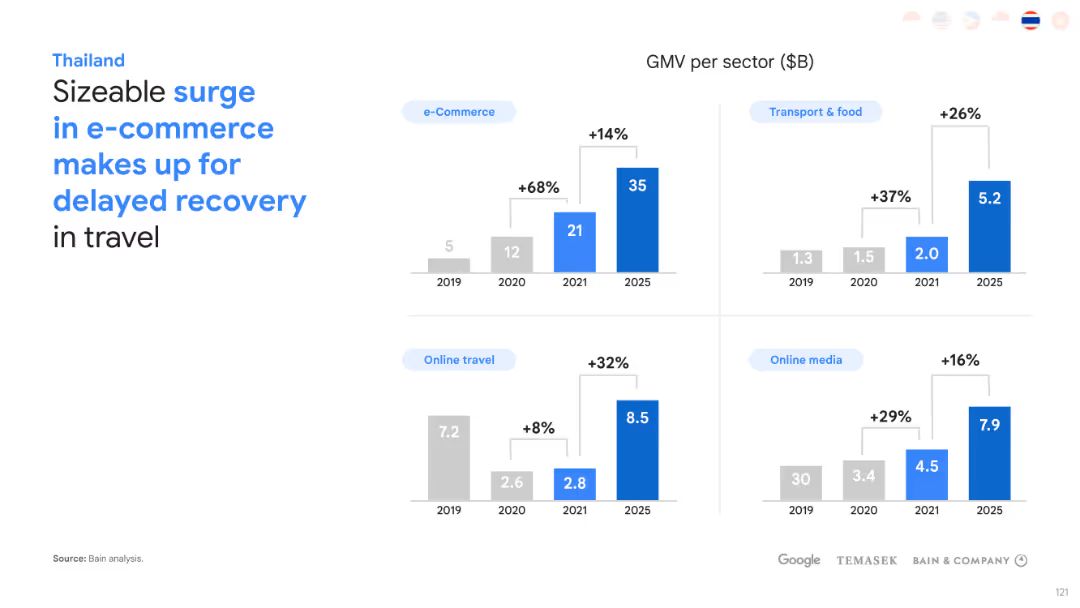 Thailand
Sizeable surge
in e-commerce
makes up for
delayed recovery
in travel
GMV per sector ($B)
e-Commerce
+14%
+68%
5
12
21
35
2019 2020 2021 2025
Transport & food
+26%
+37%
1.3
1.5
2.0
5.2
2019 2020 2021 2025
Online travel
+32%
+8%
7.2
2.6
2.8
8.5
2019 2020 2021 2025
Online media
+16%
+29%
30
3.4
4.5
7.9
2019 2020 2021 2025
Source: Bain analysis.
Google TEMASEK BAIN & COMPANY
121